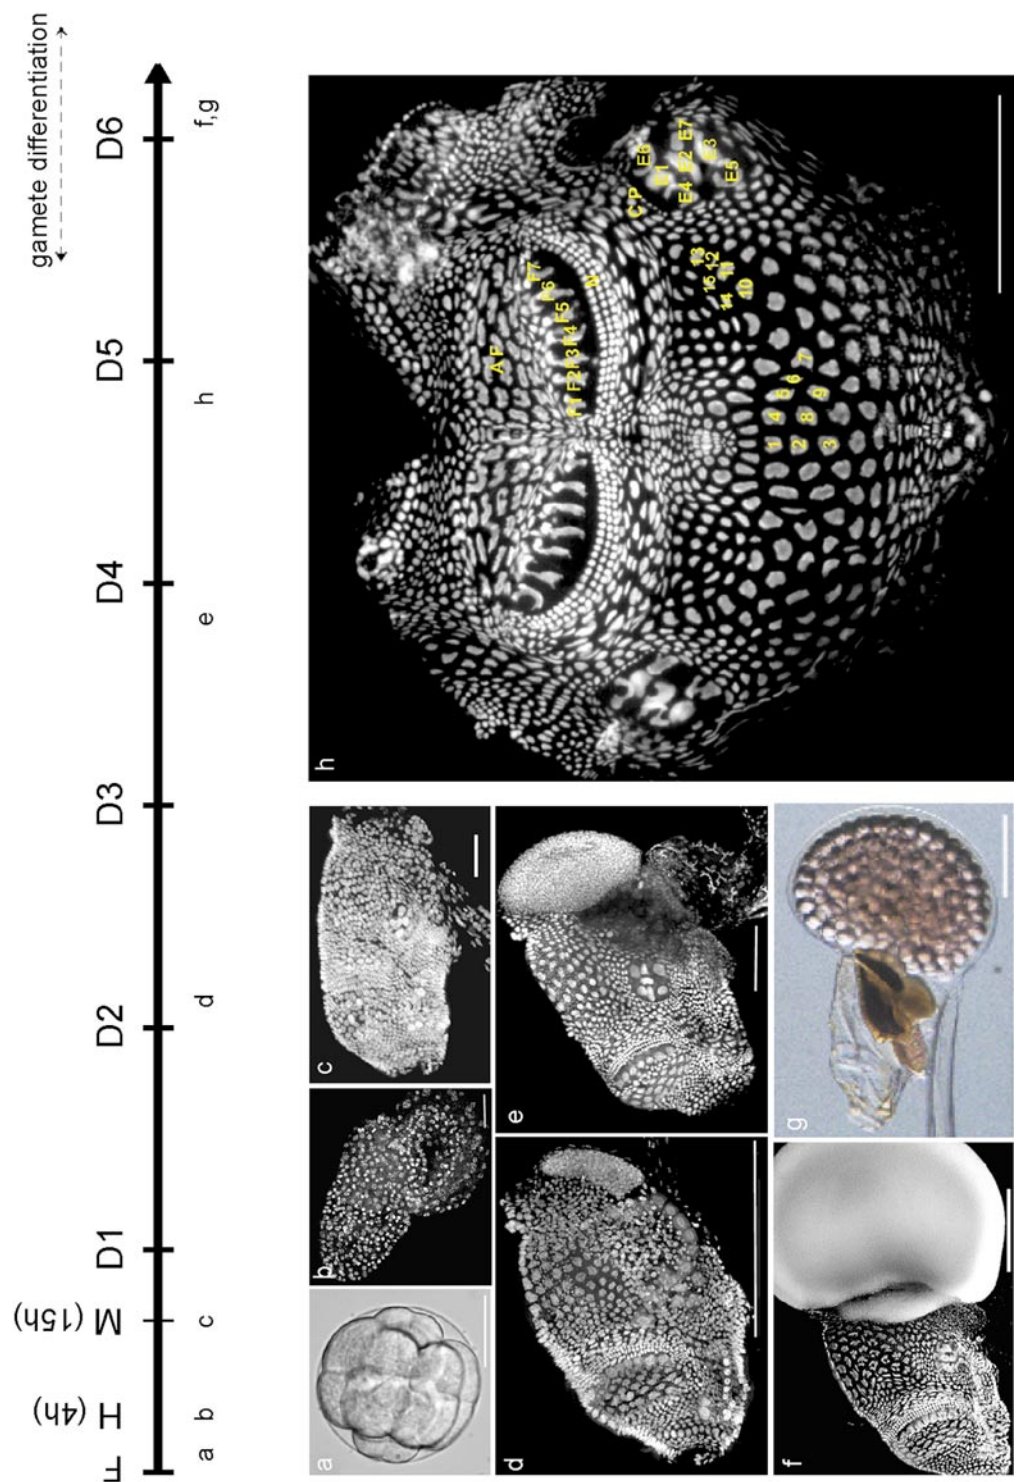 gamete differentiation
(4h) (15h)
F H M D1 D2 D3 D4 D5 D6
a b c d e h f,g
a
b
c
d
e
f
g
h
AF
F1 F2 F3 F4 F5 F6 F7
N
CP
E6
E1
E4 E2 E7
E3
E5
13
15 12
14 11
10
1 4 5 6 7
2 8 9
3